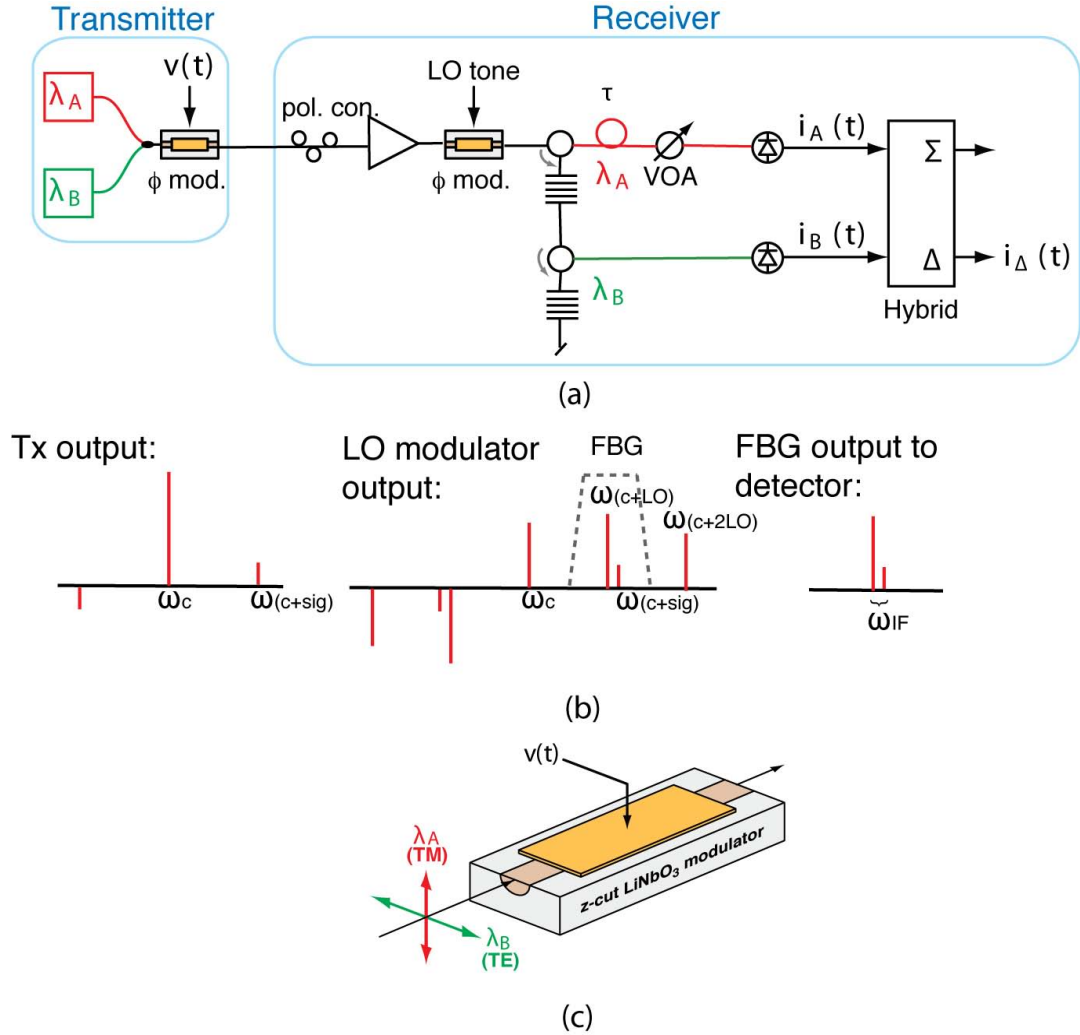 Transmitter
Receiver
λA
v(t)
λB
ϕ mod.
pol. con.
LO tone
ϕ mod.
τ
λA
VOA
iA (t)
Σ
λB
iB (t)
Δ
iΔ (t)
Hybrid
(a)
Tx output:
ωc
ω(c+sig)
LO modulator
output:
FBG
ω(c+LO)
ω(c+2LO)
ωc
ω(c+sig)
FBG output to
detector:
ωIF
(b)
v(t)
λA
(TM)
λB
(TE)
z-cut LiNbO3 modulator
(c)